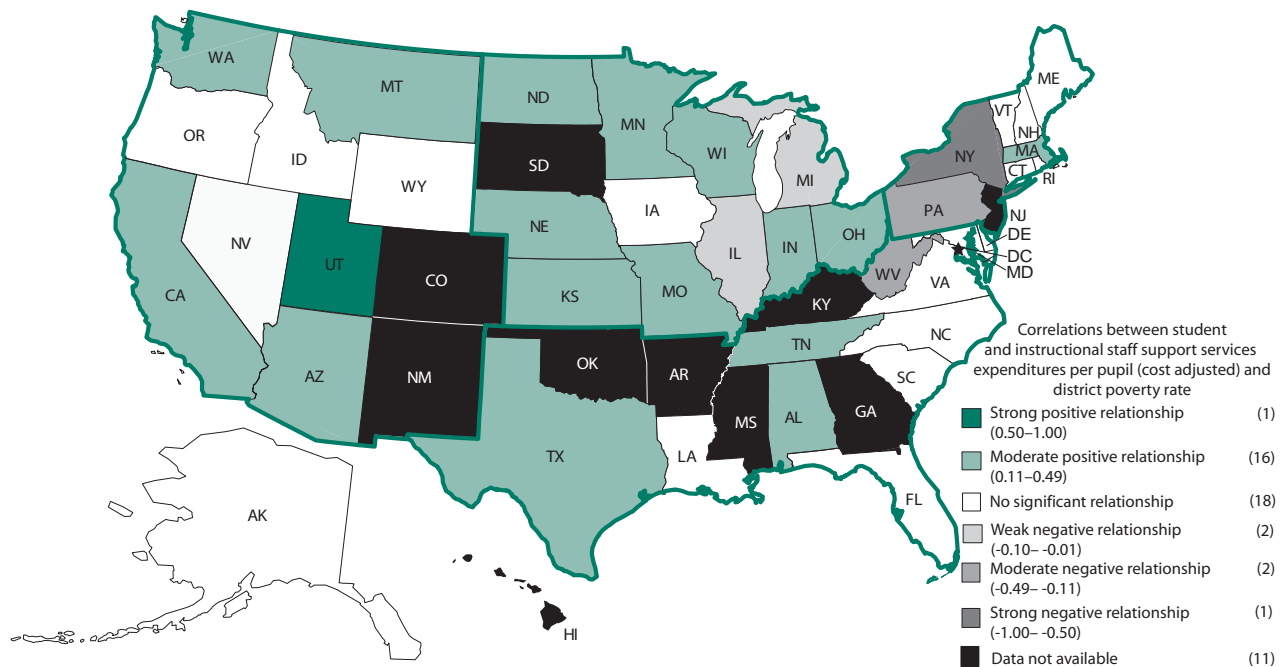 WA
MT
ND
MN
ME
VT
NH
OR
ID
WY
SD
WI
MI
NY
MA
CT
RI
IA
NE
PA
NJ
NV
UT
CO
IL
IN
OH
DE
DC
MD
WV
VA
CA
KS
MO
KY
NC
TN
AZ
NM
OK
AR
SC
MS
AL
GA
TX
LA
FL
AK
HI
Correlations between student
and instructional staff support services
expenditures per pupil (cost adjusted) and
district poverty rate
Strong positive relationship (1)
(0.50–1.00)
Moderate positive relationship (16)
(0.11–0.49)
No significant relationship (18)
Weak negative relationship (2)
(-0.10– -0.01)
Moderate negative relationship (2)
(-0.49– -0.11)
Strong negative relationship (1)
(-1.00– -0.50)
Data not available (11)